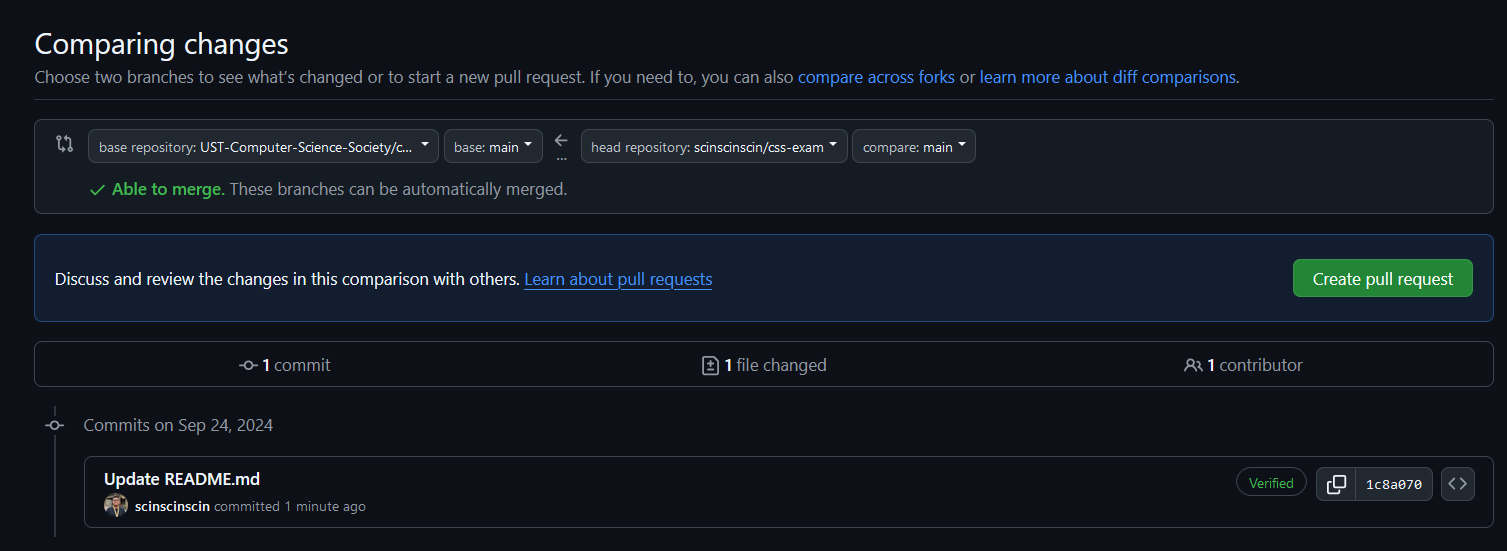 Comparing changes
Choose two branches to see what's changed or to start a new pull request. If you need to, you can also compare across forks or learn more about diff comparisons.
base repository: UST-Computer-Science-Society/c... base: main ... head repository: scinscinscin/css-exam compare: main
Able to merge. These branches can be automatically merged.
Discuss and review the changes in this comparison with others. Learn about pull requests Create pull request
1 commit 1 file changed 1 contributor
Commits on Sep 24, 2024
Update README.md
scinscinscin committed 1 minute ago
Verified 1c8a070